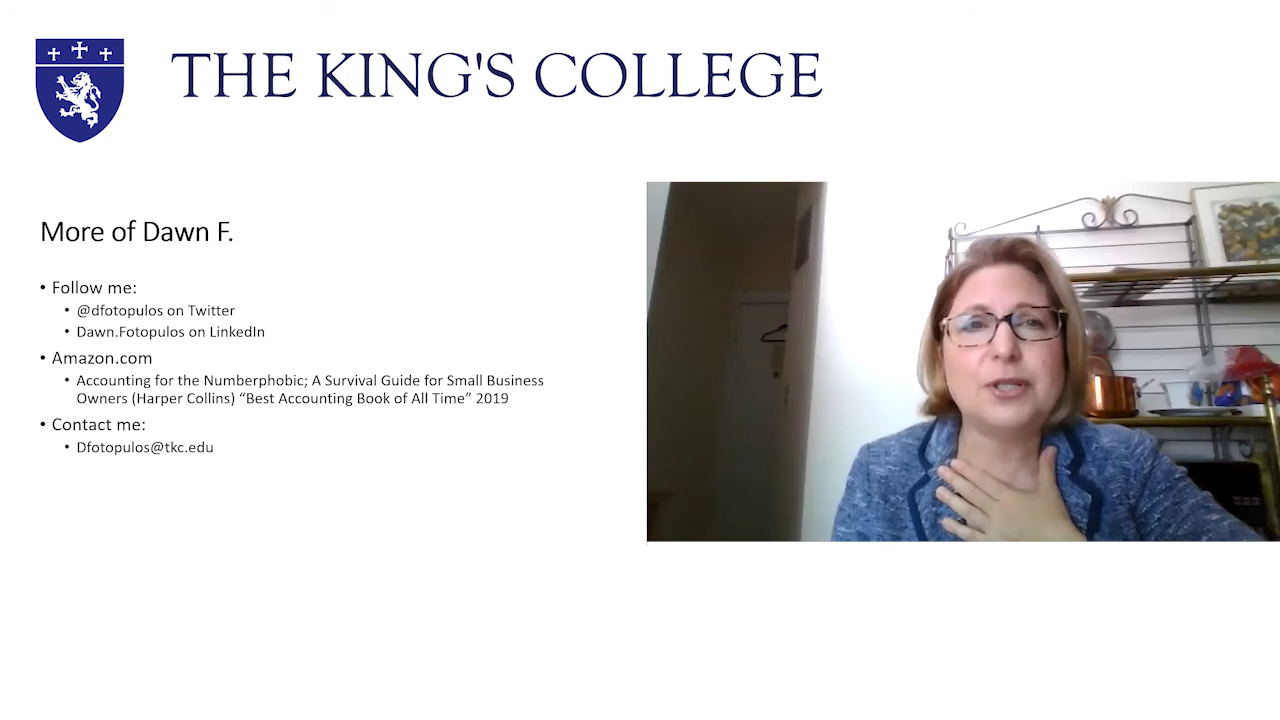 THE KING'S COLLEGE
More of Dawn F.
• Follow me:
• @dfotopulos on Twitter
• Dawn.Fotopulos on LinkedIn
• Amazon.com
• Accounting for the Numberphobic; A Survival Guide for Small Business
Owners (Harper Collins) “Best Accounting Book of All Time” 2019
• Contact me:
• Dfotopulos@tkc.edu